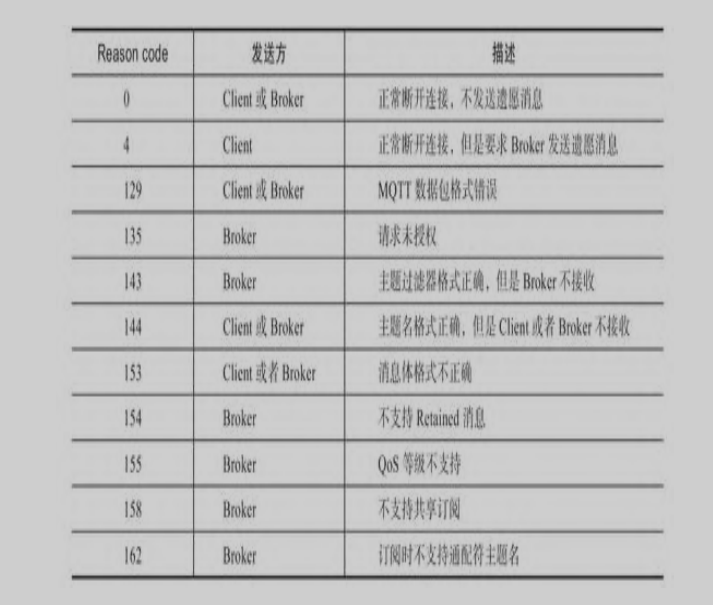 Reason code 发送方 描述
0 Client 或 Broker 正常断开连接，不发送遗愿消息
4 Client 正常断开连接，但是要求 Broker 发送遗愿消息
129 Client 或 Broker MQTT 数据包格式错误
135 Broker 请求未授权
143 Broker 主题过滤器格式正确，但是 Broker 不接收
144 Client 或 Broker 主题名格式正确，但是 Client 或者 Broker 不接收
153 Client 或者 Broker 消息体格式不正确
154 Broker 不支持 Retained 消息
155 Broker QoS 等级不支持
158 Broker 不支持共享订阅
162 Broker 订阅时不支持通配符主题名